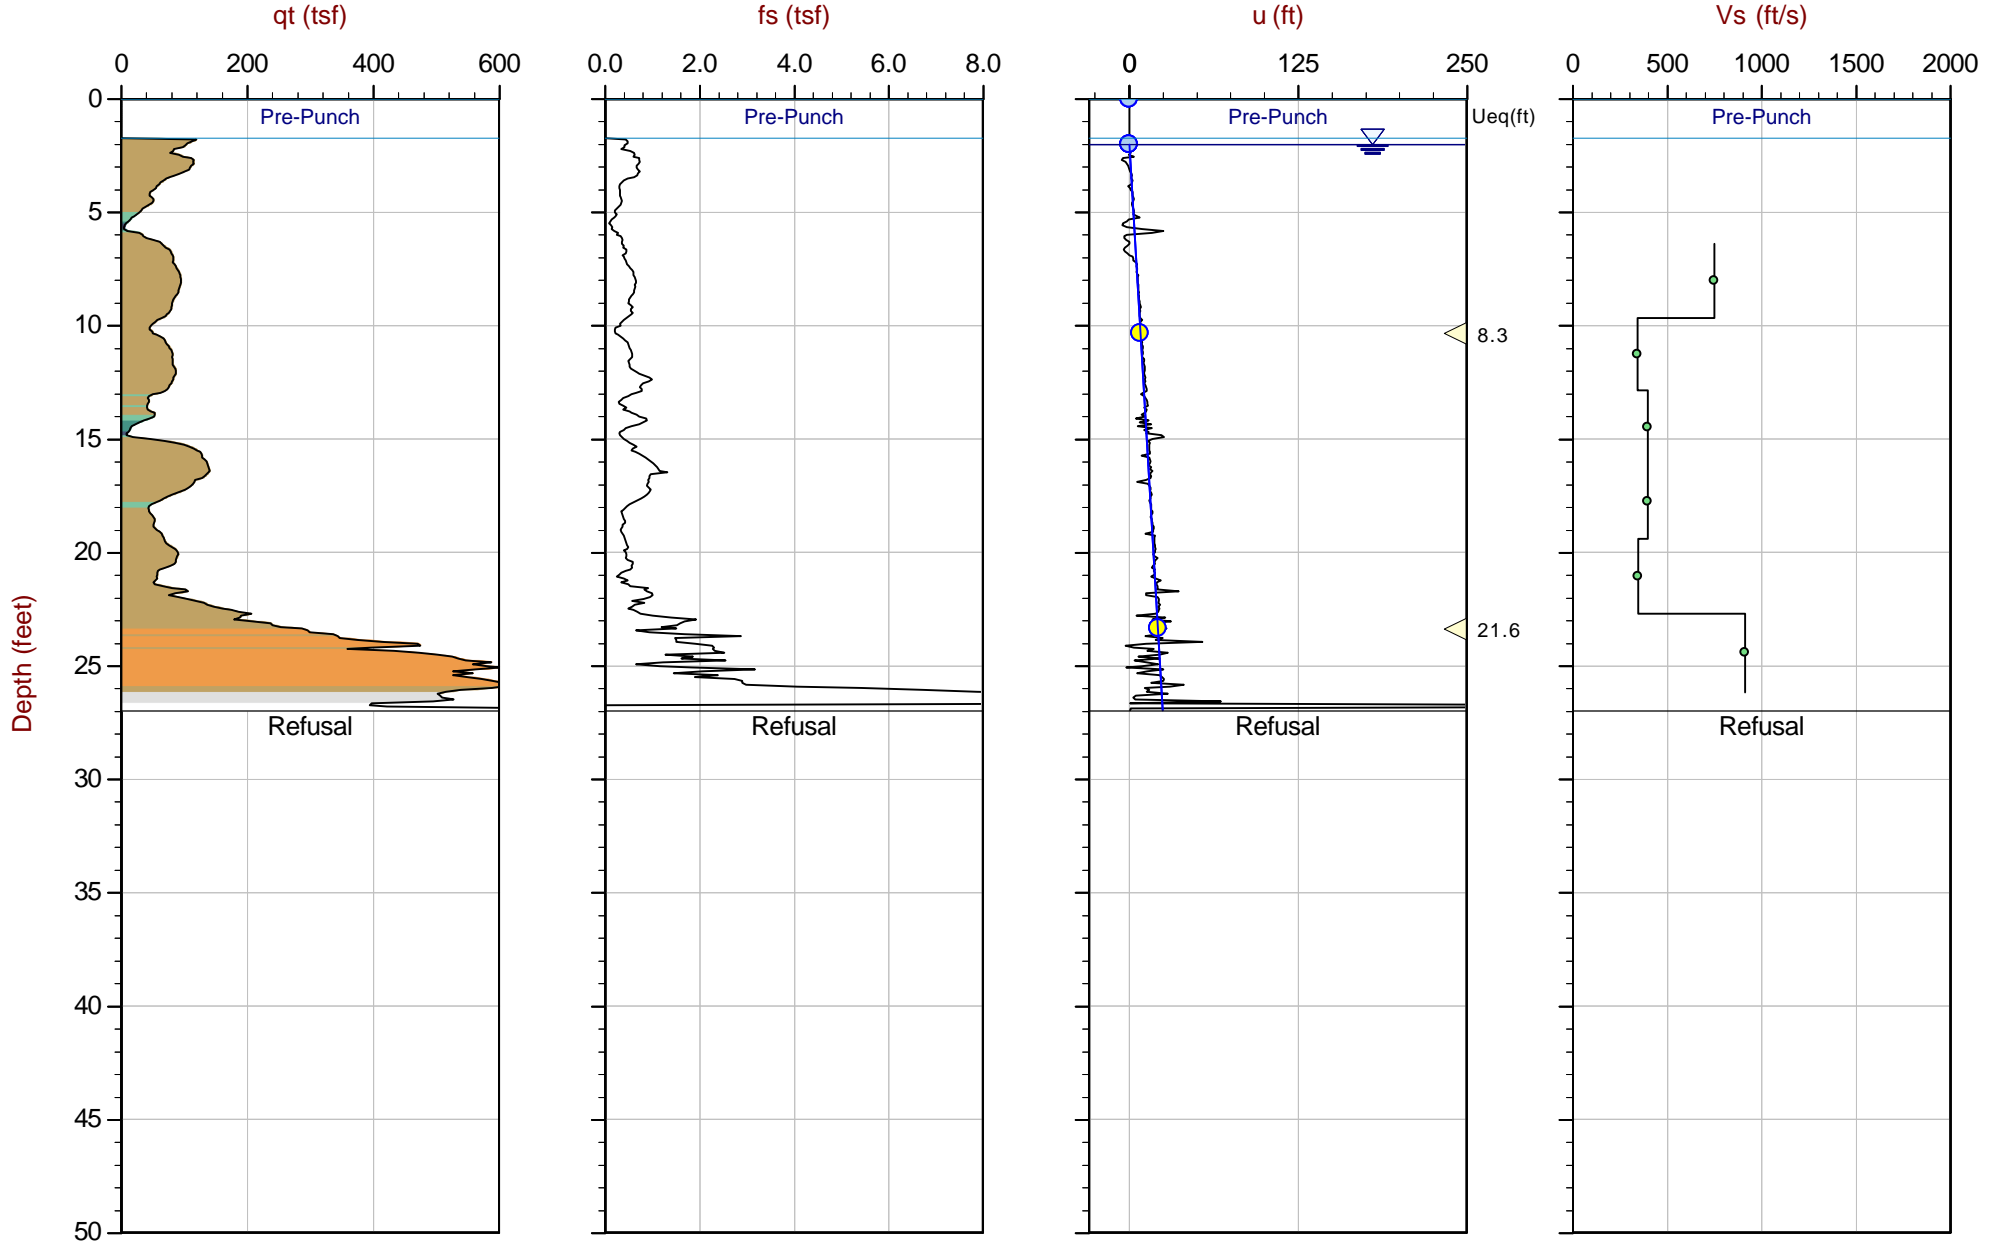 qt (tsf) fs (tsf) u (ft) Vs (ft/s)
0 200 400 600 0.0 2.0 4.0 6.0 8.0 0 125 250 0 500 1000 1500 2000
0
Pre-Punch Pre-Punch Pre-Punch Ueq(ft) Pre-Punch
5
10
8.3
15
20
21.6
25
Depth (feet)
Refusal Refusal Refusal Refusal
30
35
40
45
50